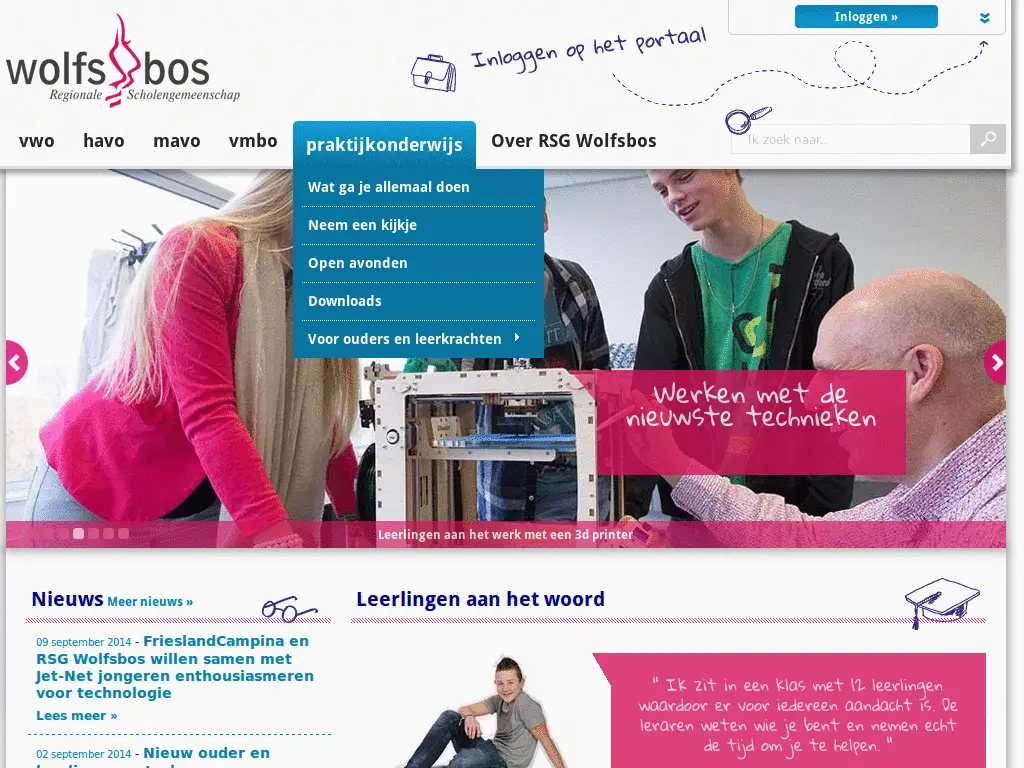 Inloggen »
wolfsbos
Regionale Scholengemeenschap
Inloggen op het portaal
vwo havo mavo vmbo praktijkonderwijs Over RSG Wolfsbos
Ik zoek naar..
Wat ga je allemaal doen
Neem een kijkje
Open avonden
Downloads
Voor ouders en leerkrachten
Werken met de
nieuwste technieken
Leerlingen aan het werk met een 3d printer
Nieuws Meer nieuws »
09 september 2014 - FrieslandCampina en
RSG Wolfsbos willen samen met
Jet-Net jongeren enthousiasmeren
voor technologie
Lees meer »
02 september 2014 - Nieuw ouder en
Leerlingen aan het woord
" Ik zit in een klas met 12 leerlingen
waardoor er voor iedereen aandacht is. De
leraren weten wie je bent en nemen echt
de tijd om je te helpen. "